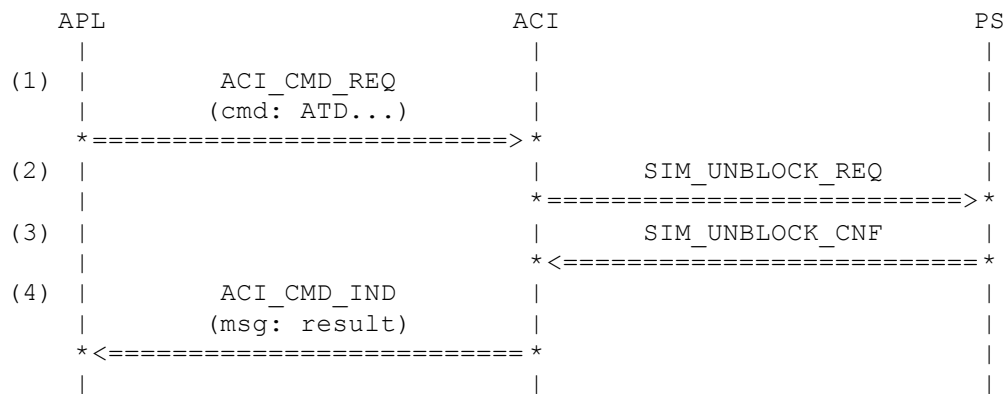 APL ACI PS
| | |
(1) | ACI_CMD_REQ | |
| (cmd: ATD...) | |
*==========================>* |
(2) | | SIM_UNBLOCK_REQ |
| *==========================>*
(3) | | SIM_UNBLOCK_CNF |
| *<==========================*
(4) | ACI_CMD_IND | |
| (msg: result) | |
*<==========================* |
| | |